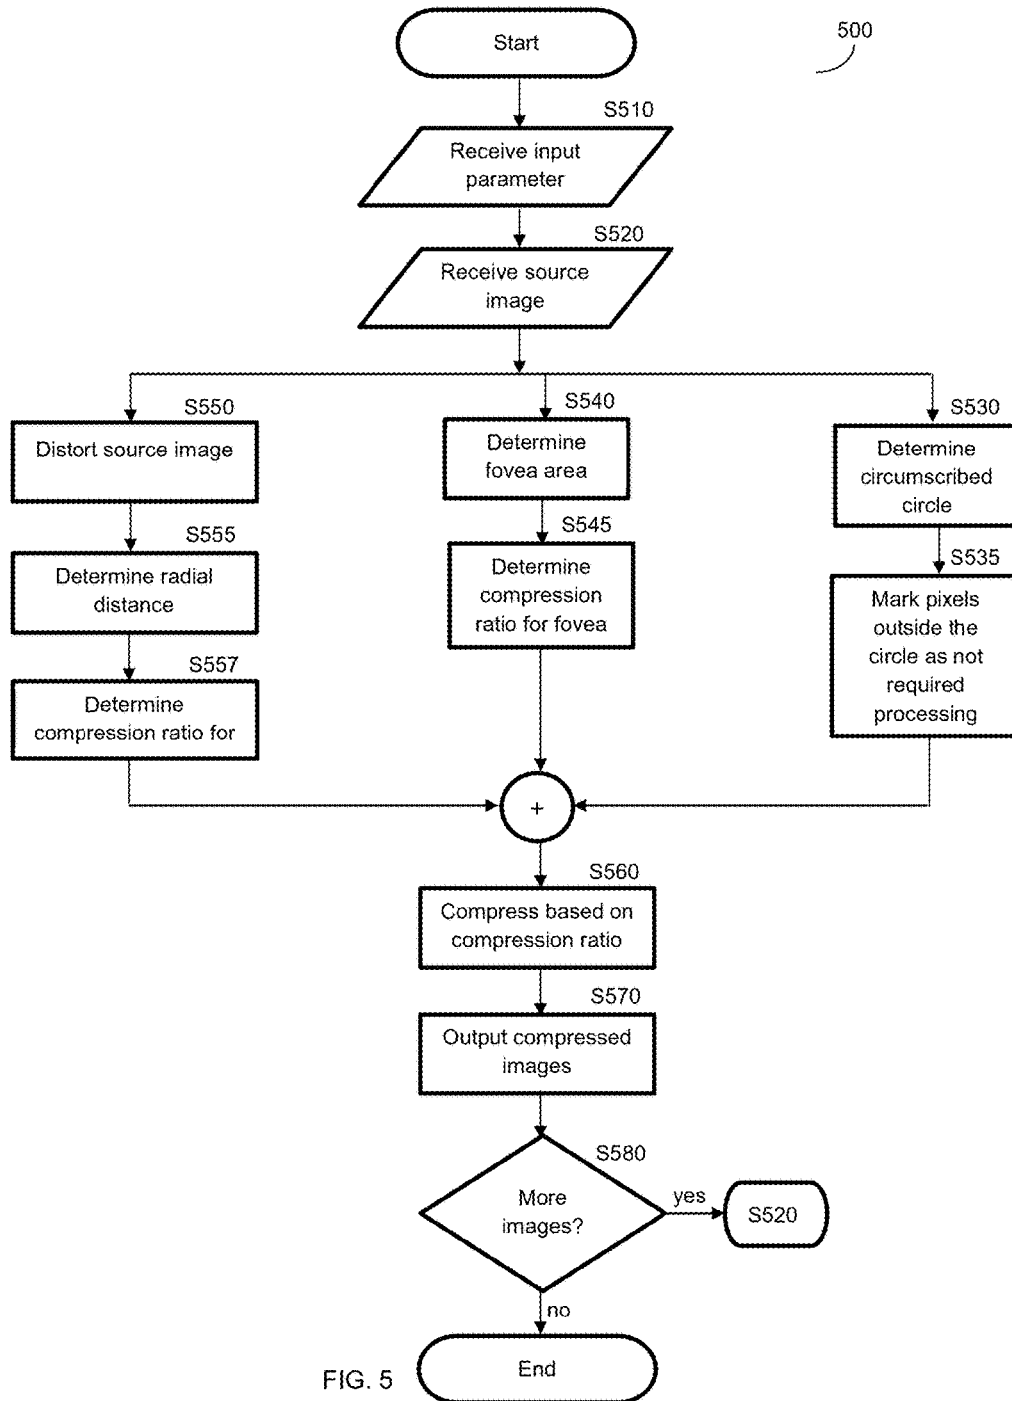 Start
500
S510
Receive input
parameter
S520
Receive source
image
S550
Distort source image
S555
Determine radial
distance
S557
Determine
compression ratio for
S540
Determine
fovea area
S545
Determine
compression
ratio for fovea
S530
Determine
circumscribed
circle
S535
Mark pixels
outside the
circle as not
required
processing
+
S560
Compress based on
compression ratio
S570
Output compressed
images
S580
More
images?
yes
S520
no
End
FIG. 5